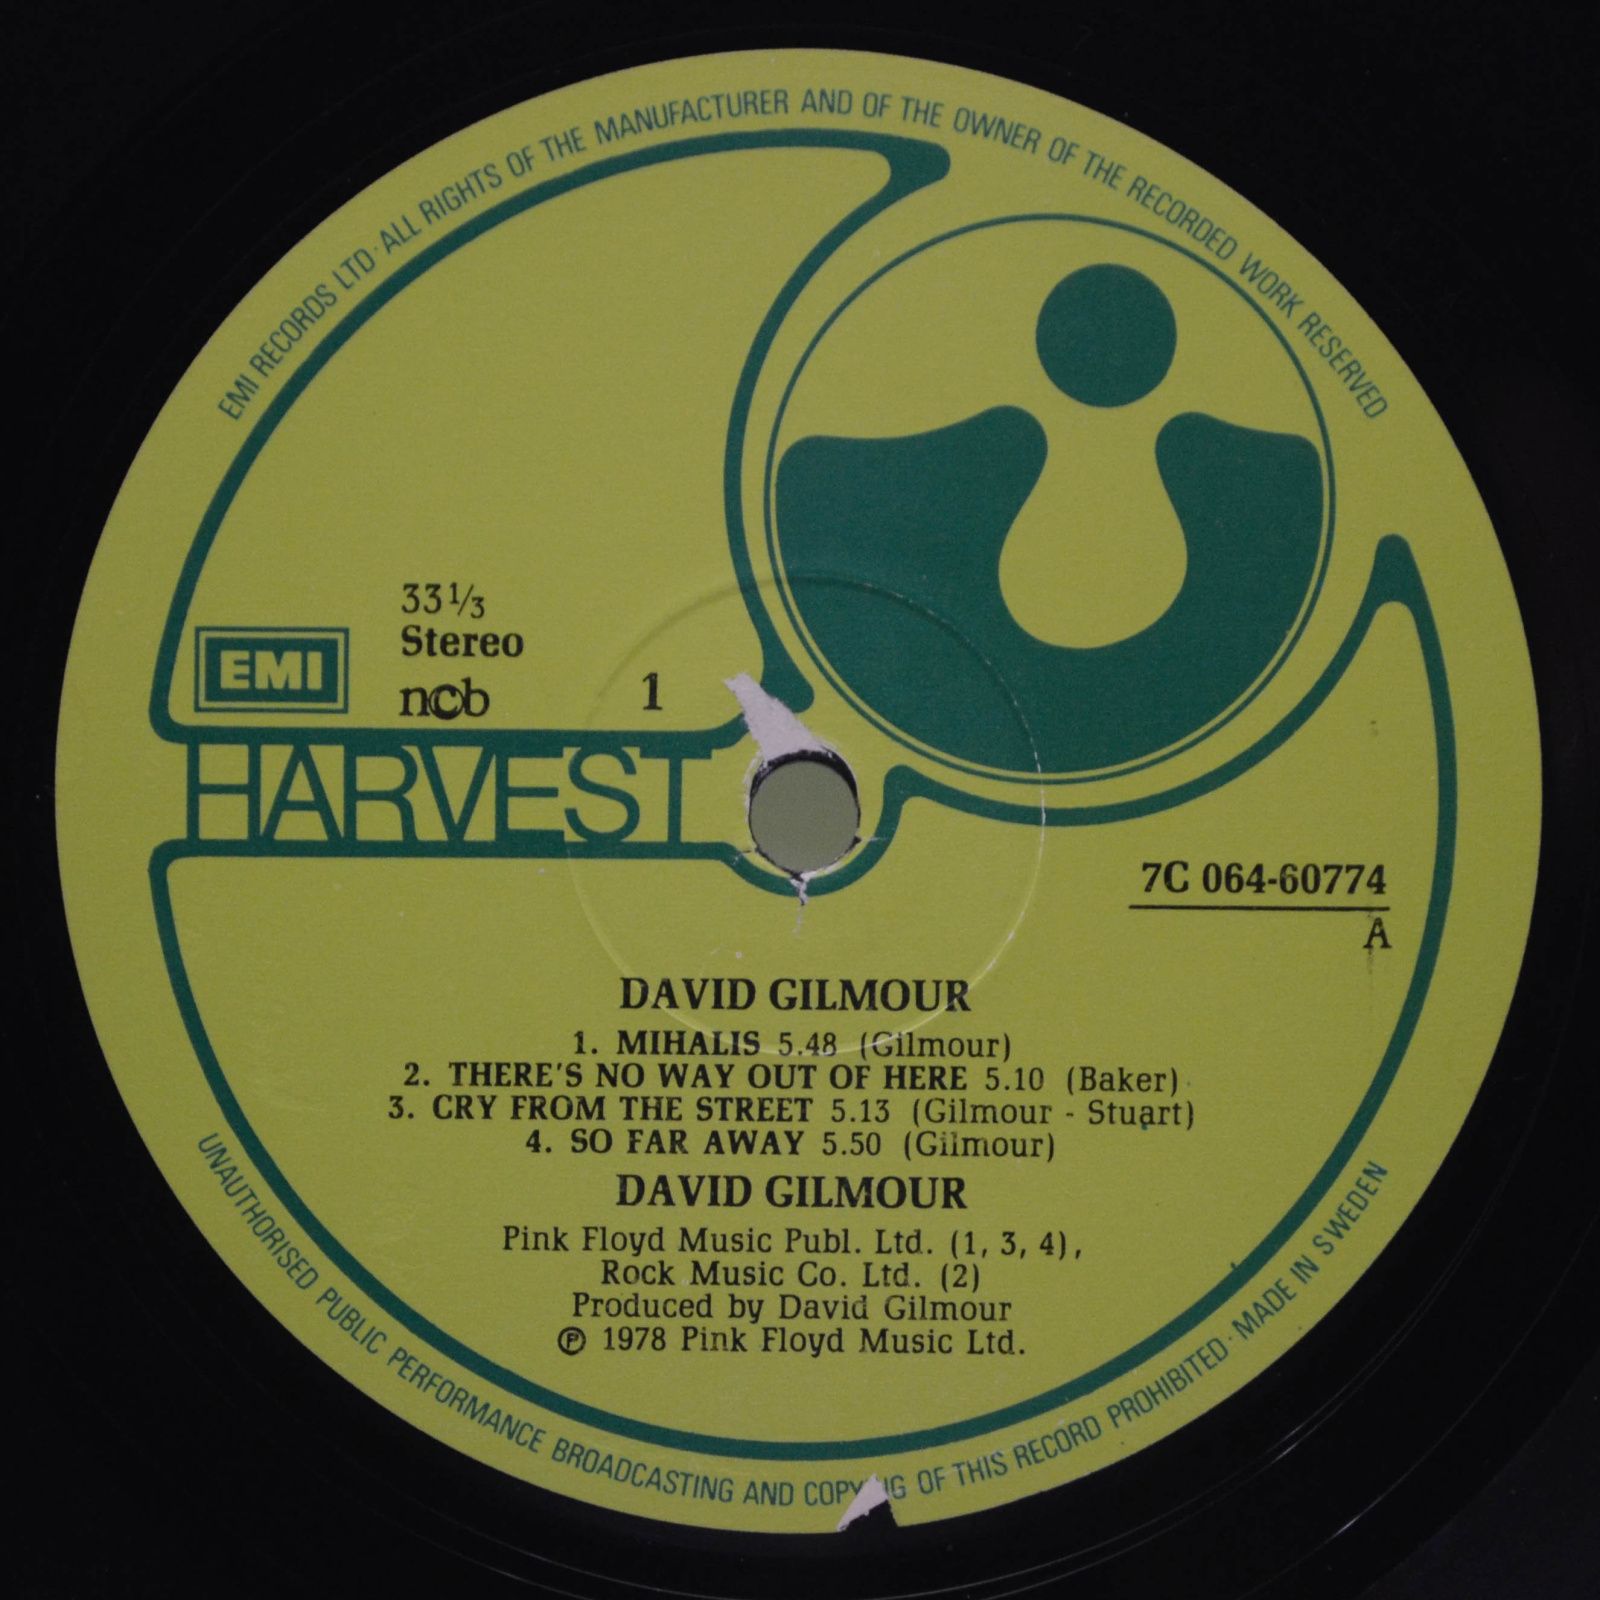 EMI RECORDS LTD · ALL RIGHTS OF THE MANUFACTURER AND OF THE OWNER OF THE RECORDED WORK RESERVED
33 1/3
Stereo
EMI
ncb
1
HARVEST
7C 064-60774
A
DAVID GILMOUR
1. MIHALIS 5.48 (Gilmour)
2. THERE'S NO WAY OUT OF HERE 5.10 (Baker)
3. CRY FROM THE STREET 5.13 (Gilmour - Stuart)
4. SO FAR AWAY 5.50 (Gilmour)
DAVID GILMOUR
Pink Floyd Music Publ. Ltd. (1, 3, 4),
Rock Music Co. Ltd. (2)
Produced by David Gilmour
℗ 1978 Pink Floyd Music Ltd.
UNAUTHORISED PUBLIC PERFORMANCE BROADCASTING AND OF THIS RECORD PROHIBITED · MADE IN SWEDEN